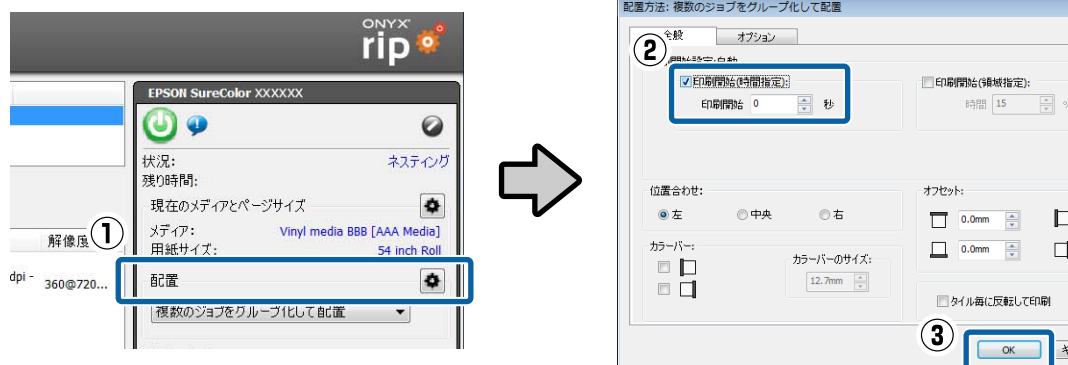 ONYX
rip
EPSON SureColor XXXXXX
状況:
ネスティング
残り時間:
現在のメディアとページサイズ
メディア:
Vinyl media BBB [AAA Media]
用紙サイズ:
54 inch Roll
①
解像度
dpi -
360@720...
配置
複数のジョブをグループ化して配置
配置方法: 複数のジョブをグループ化して配置
②
全般
オプション
開始設定:自動
印刷開始(時間指定):
印刷開始
0
秒
印刷開始(領域指定):
時間
15
%
位置合わせ:
左
中央
右
オフセット:
0.0mm
0.0mm
カラーバー:
カラーバーのサイズ:
12.7mm
タイル毎に反転して印刷
③
OK
キ